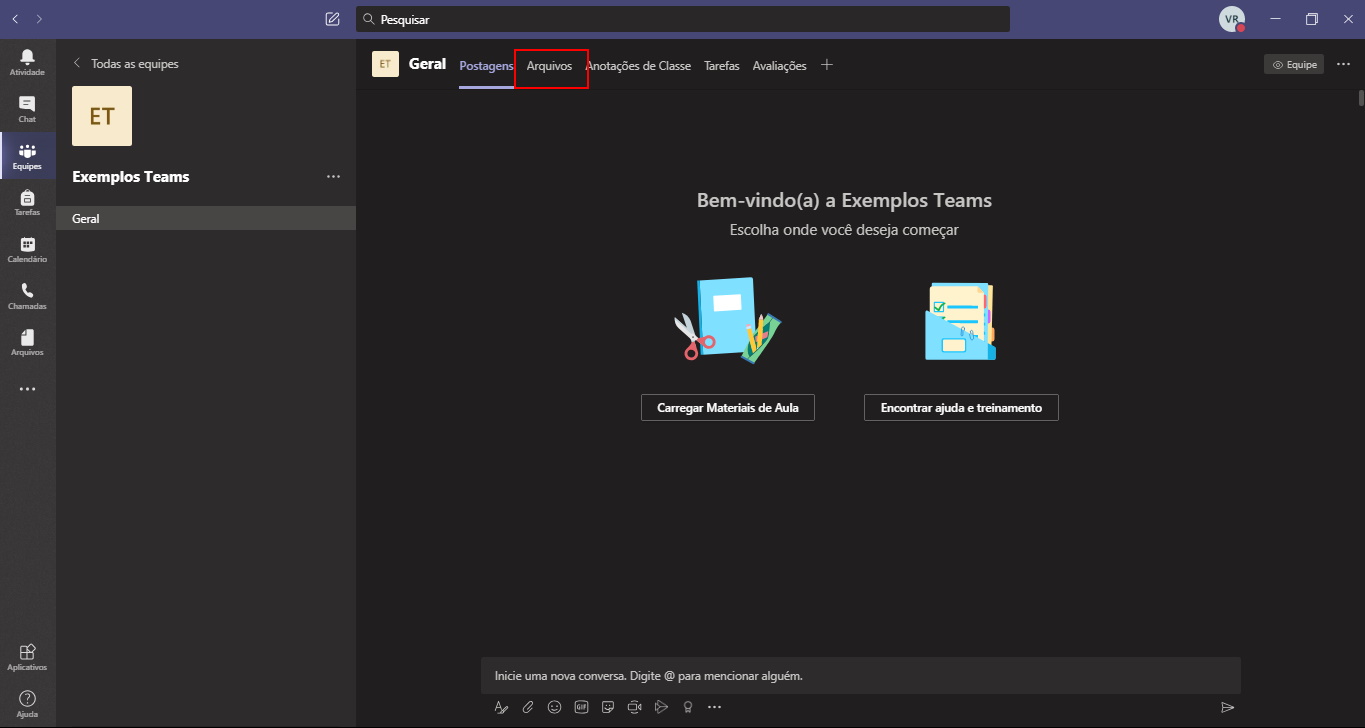 Pesquisar
VR
Atividade
Chat
Equipes
Tarefas
Calendário
Chamadas
Arquivos
Aplicativos
Ajuda
Todas as equipes
ET
Exemplos Teams
Geral
ET
Geral
Postagens
Arquivos
Anotações de Classe
Tarefas
Avaliações
Equipe
Bem-vindo(a) a Exemplos Teams
Escolha onde você deseja começar
Carregar Materiais de Aula
Encontrar ajuda e treinamento
Inicie uma nova conversa. Digite @ para mencionar alguém.
GIF